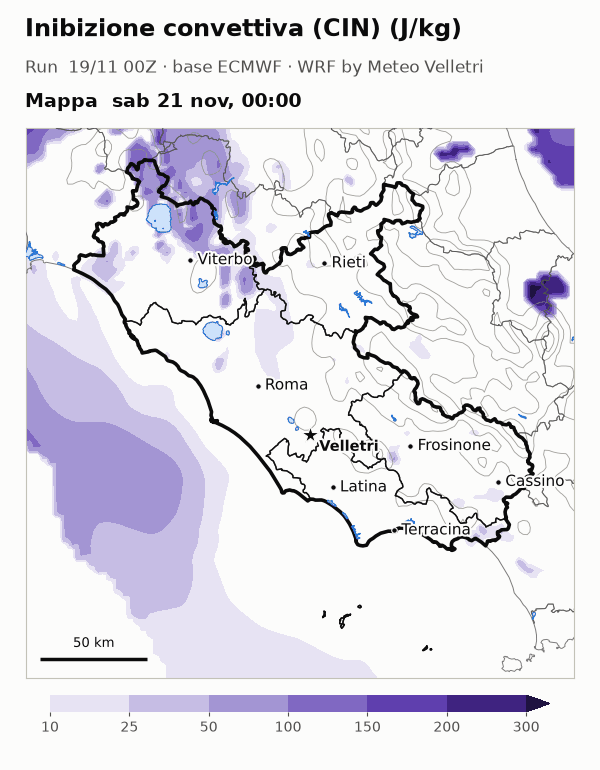 Inibizione convettiva (CIN) (J/kg)
Run  19/11 00Z · base ECMWF · WRF by Meteo Velletri
Mappa  sab 21 nov, 00:00
Viterbo
Rieti
Roma
Velletri
Frosinone
Cassino
Latina
Terracina
50 km
10 25 50 100 150 200 300